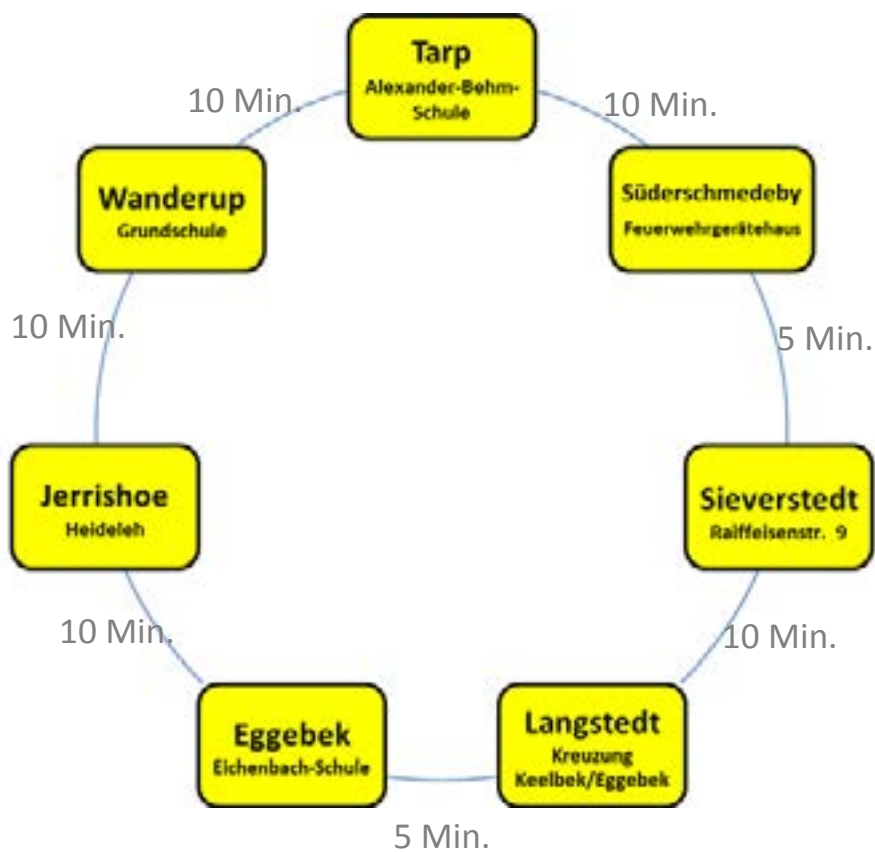 Tarp
Alexander-Behm-
Schule
10 Min.
10 Min.
Wanderup
Grundschule
Süderschmedeby
Feuerwehrgerätehaus
10 Min.
5 Min.
Jerrishoe
Heideleh
Sieverstedt
Raiffeisenstr. 9
10 Min.
10 Min.
Eggebek
Eichenbach-Schule
Langstedt
Kreuzung
Keelbek/Eggebek
5 Min.